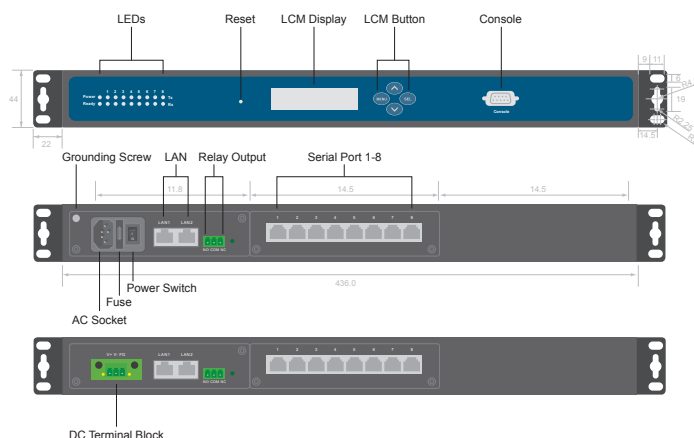 LEDs Reset LCM Display LCM Button Console
9 11
6
R4
1 2 3 4 5 6 7 8
Power Tx
Ready Rx
MENU SEL
Console
44
19
R2.25
22
14.5
Grounding Screw LAN Relay Output Serial Port 1-8
11.8 14.5 14.5
LAN1 LAN2
1 2 3 4 5 6 7 8
NO COM NC
436.0
Power Switch
Fuse
AC Socket
V+ V- FG
LAN1 LAN2
1 2 3 4 5 6 7 8
NO COM NC
DC Terminal Block